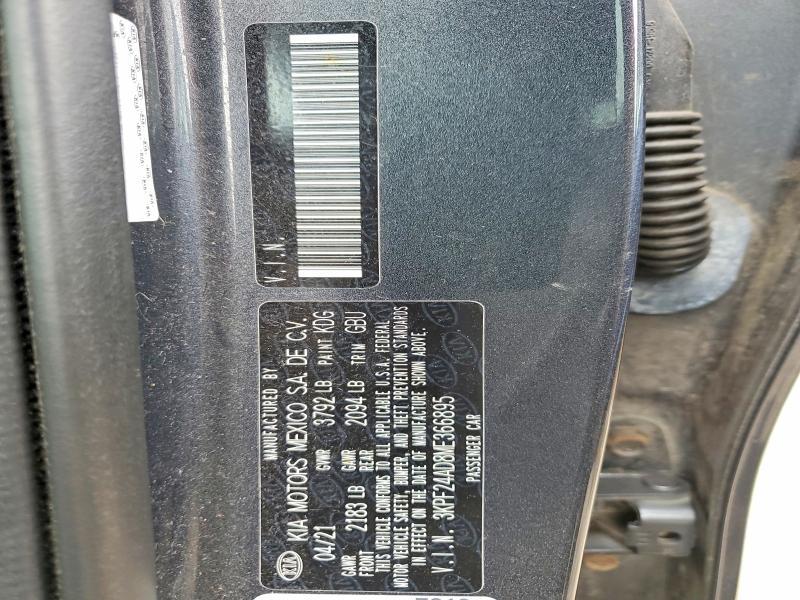 V.I.N.
MANUFACTURED BY
KIA KIA MOTORS MEXICO S.A. DE C.V.
04/21 GVWR 3792 LB PAINT KDG
GAWR FRONT 2183 LB GAWR REAR 2094 LB TRIM GBU
THIS VEHICLE CONFORMS TO ALL APPLICABLE U.S.A. FEDERAL
MOTOR VEHICLE SAFETY, BUMPER, AND THEFT PREVENTION STANDARDS
IN EFFECT ON THE DATE OF MANUFACTURE SHOWN ABOVE.
V.I.N. 3KPF24AD8ME366895
PASSENGER CAR